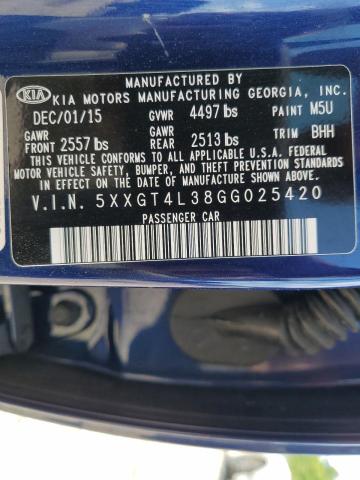 MANUFACTURED BY
KIA KIA MOTORS MANUFACTURING GEORGIA, INC.
DEC/01/15 GVWR 4497 lbs PAINT M5U
GAWR FRONT 2557 lbs GAWR REAR 2513 lbs TRIM BHH
THIS VEHICLE CONFORMS TO ALL APPLICABLE FEDERAL
MOTOR VEHICLE SAFETY, BUMPER, AND THEFT PREVENTION
STANDARDS IN EFFECT ON THE DATE OF MANUFACTURE SHOWN ABOVE.
V.I.N. 5XXGT4L38GG025420
PASSENGER CAR